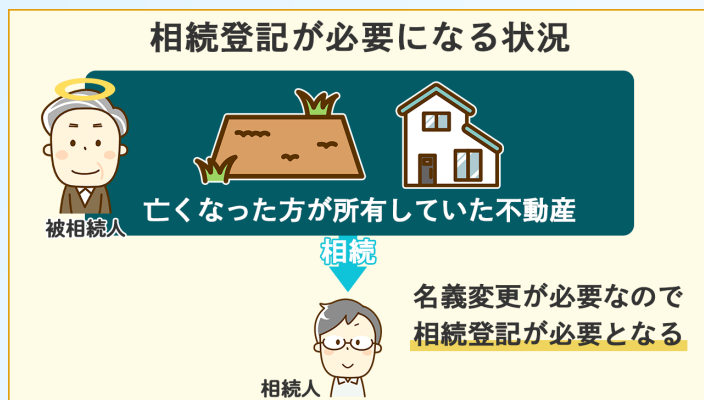 相続登記が必要になる状況
亡くなった方が所有していた不動産
被相続人
相続
名義変更が必要なので
相続登記が必要となる
相続人